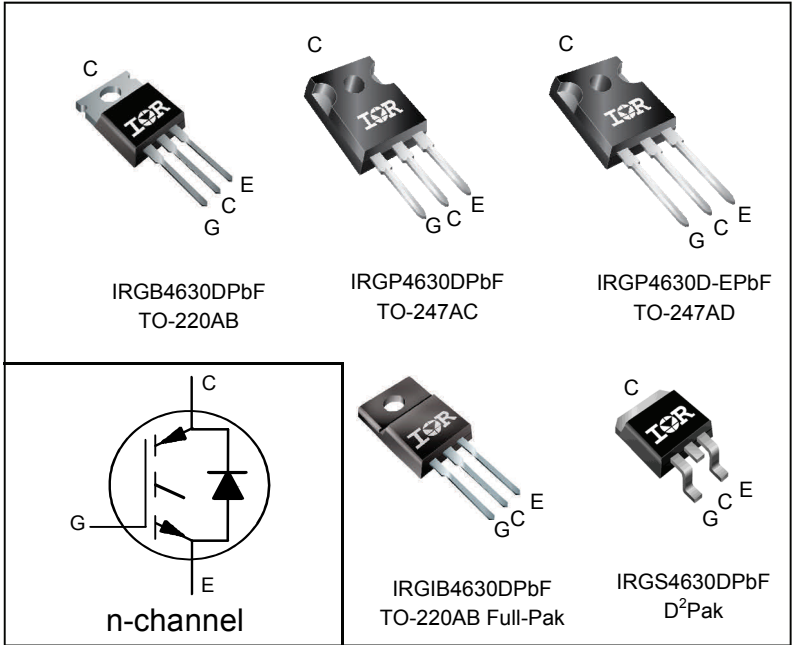 C
IOR
E
C
G
IRGB4630DPbF
TO-220AB
C
IOR
E
G C
IRGP4630DPbF
TO-247AC
C
IOR
E
G C
IRGP4630D-EPbF
TO-247AD
C
G
E
n-channel
IOR
E
G C
IRGIB4630DPbF
TO-220AB Full-Pak
C
IOR
E
C
G
IRGS4630DPbF
D²Pak